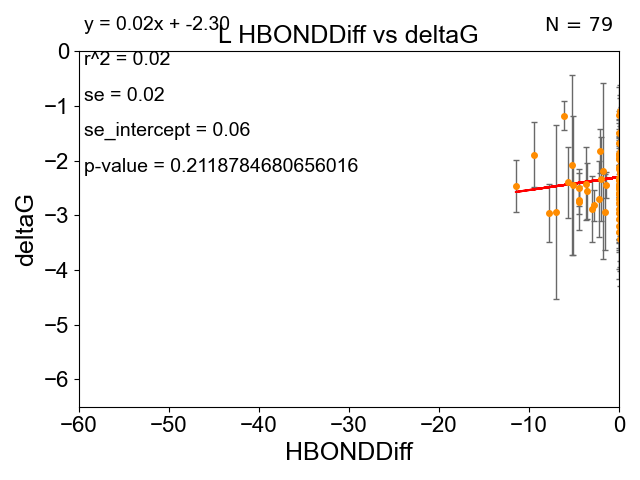 y = 0.02x + -2.30
N = 79
L HBONDDiff vs deltaG
r^2 = 0.02
se = 0.02
se_intercept = 0.06
p-value = 0.2118784680656016
deltaG
0
−1
−2
−3
−4
−5
−6
−60
−50
−40
−30
−20
−10
0
HBONDDiff